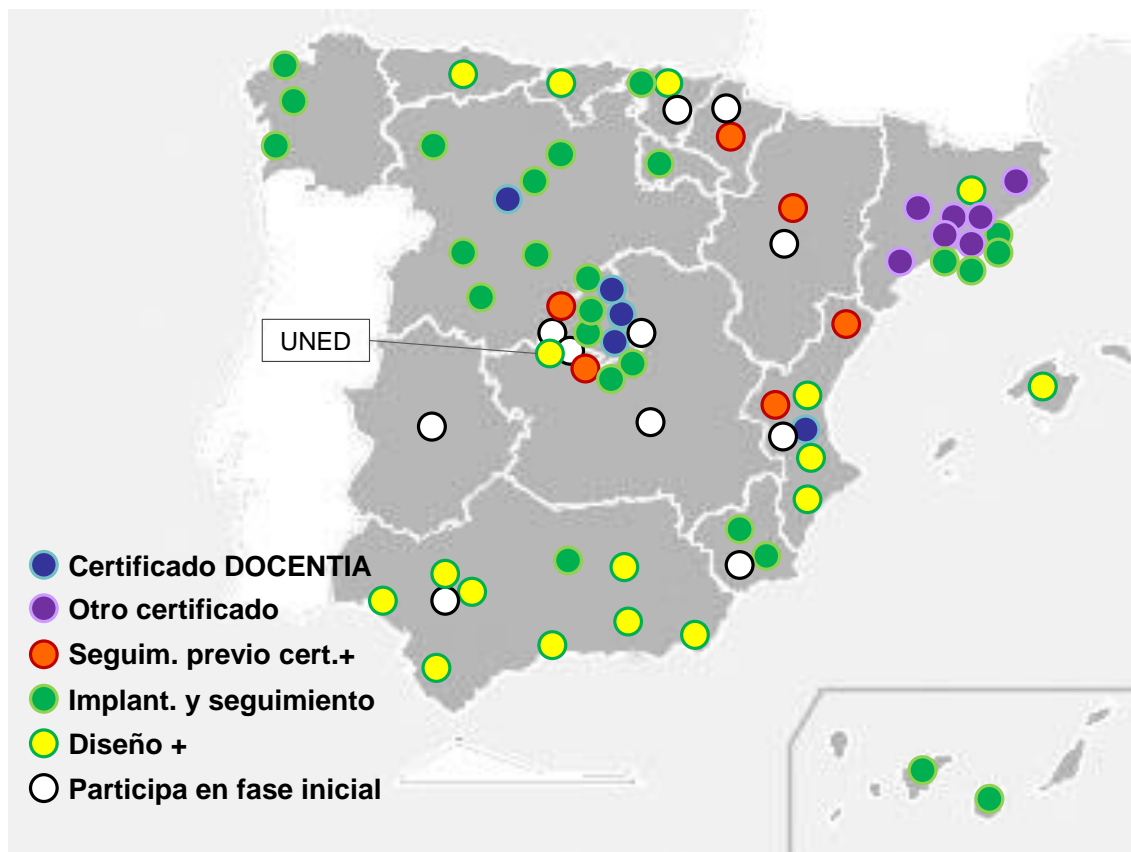 UNED
Certificado DOCENTIA
Otro certificado
Seguim. previo cert.+
Implant. y seguimiento
Diseño +
Participa en fase inicial